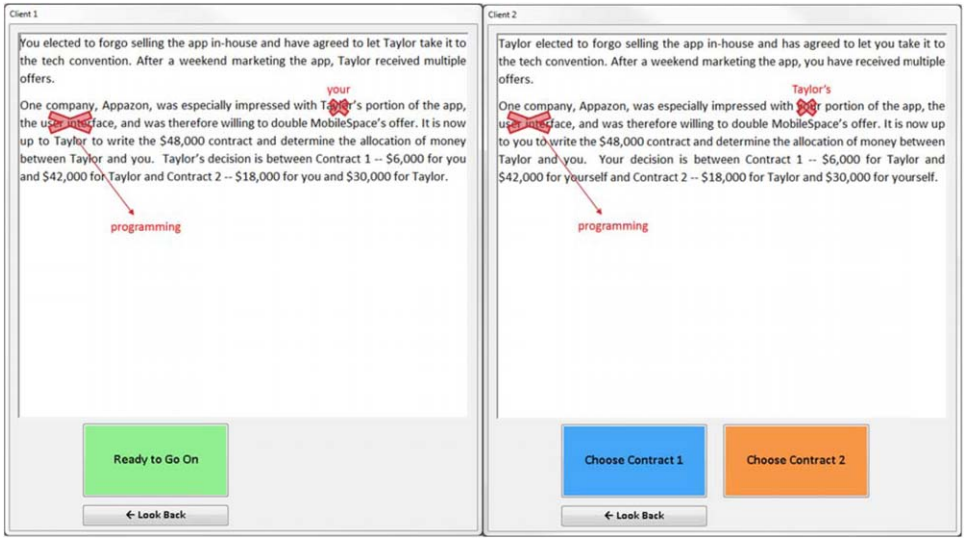 Client 1
You elected to forgo selling the app in-house and have agreed to let Taylor take it to
the tech convention. After a weekend marketing the app, Taylor received multiple
offers.
your
One company, Appazon, was especially impressed with Taylor's portion of the app,
the user interface, and was therefore willing to double MobileSpace's offer. It is now
up to Taylor to write the $48,000 contract and determine the allocation of money
between Taylor and you. Taylor's decision is between Contract 1 -- $6,000 for you
and $42,000 for Taylor and Contract 2 -- $18,000 for you and $30,000 for Taylor.
programming
Ready to Go On
← Look Back
Client 2
Taylor elected to forgo selling the app in-house and has agreed to let you take it to
the tech convention. After a weekend marketing the app, you have received multiple
offers.
Taylor's
One company, Appazon, was especially impressed with your portion of the app, the
user interface, and was therefore willing to double MobileSpace's offer. It is now up
to you to write the $48,000 contract and determine the allocation of money between
Taylor and you. Your decision is between Contract 1 -- $6,000 for Taylor and
$42,000 for yourself and Contract 2 -- $18,000 for Taylor and $30,000 for yourself.
programming
Choose Contract 1
Choose Contract 2
← Look Back